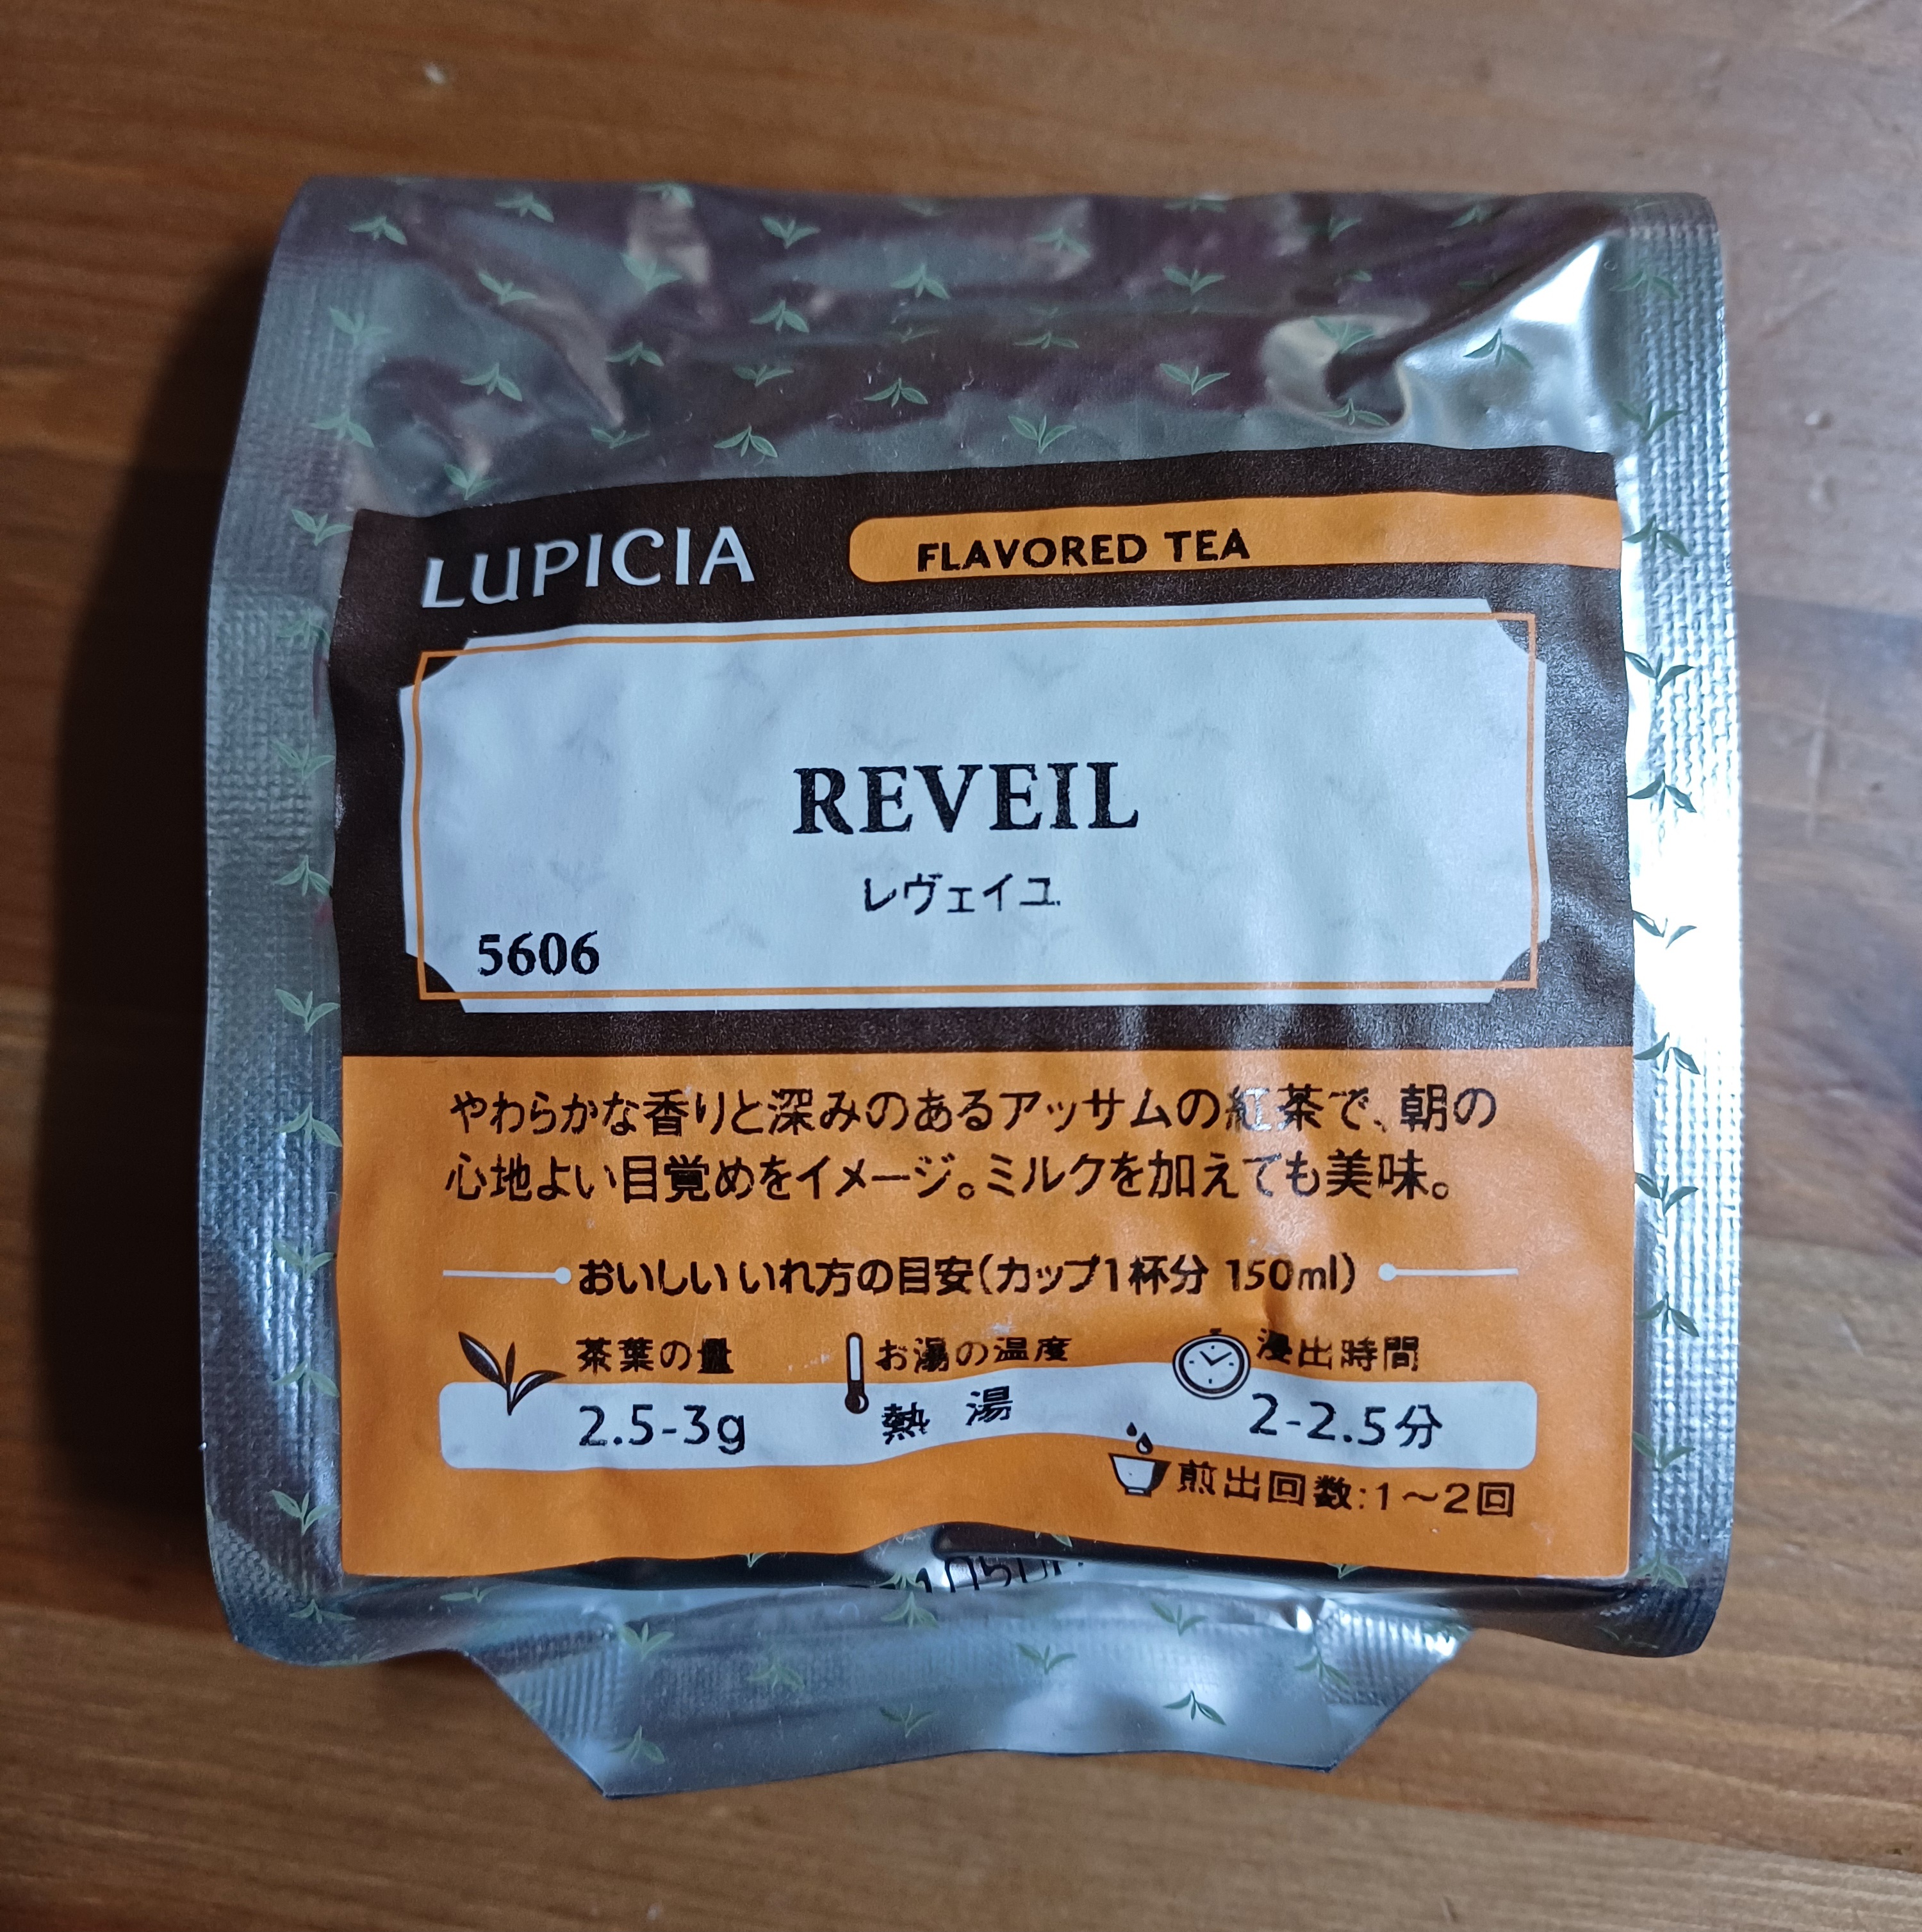 LUPICIA
FLAVORED TEA
REVEIL
レヴェイユ
5606
やわらかな香りと深みのあるアッサムの紅茶で、朝の
心地よい目覚めをイメージ。ミルクを加えても美味。
おいしいいれ方の目安(カップ1杯分 150ml)
茶葉の量 お湯の温度 浸出時間
2.5-3g 熱 湯 2-2.5分
煎出回数:1〜2回